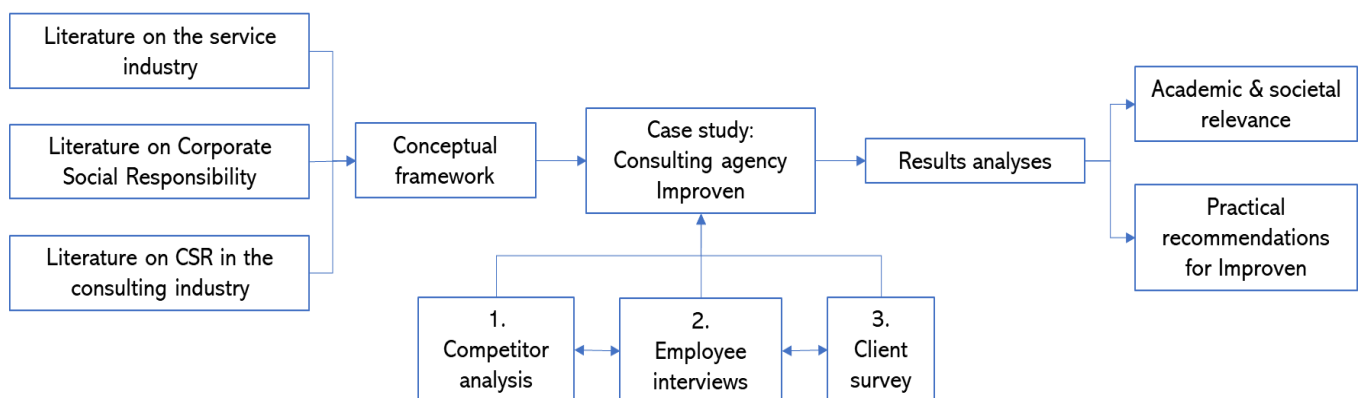 Literature on the service
industry
Literature on Corporate
Social Responsibility
Literature on CSR in the
consulting industry
Conceptual
framework
Case study:
Consulting agency
Improven
1.
Competitor
analysis
2.
Employee
interviews
3.
Client
survey
Results analyses
Academic & societal
relevance
Practical
recommendations
for Improven